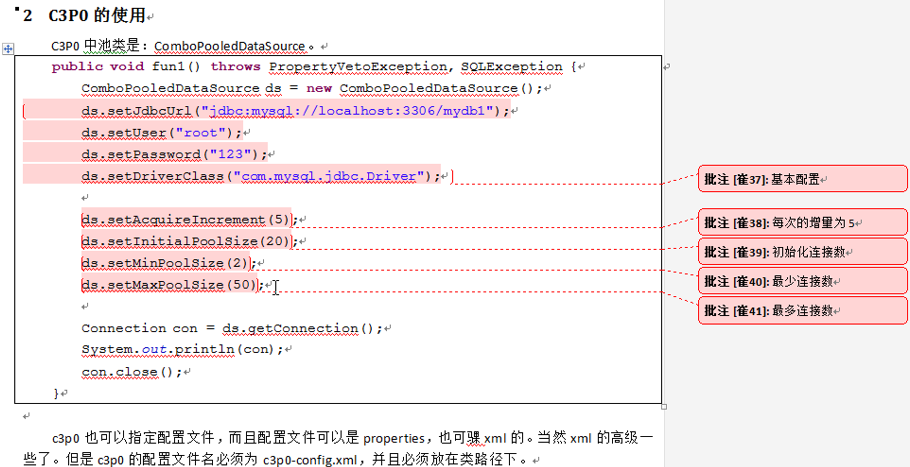 2 C3P0 的使用
C3P0 中池类是：ComboPooledDataSource。
public void fun1() throws PropertyVetoException, SQLException {
ComboPooledDataSource ds = new ComboPooledDataSource();
ds.setJdbcUrl("jdbc:mysql://localhost:3306/mydb1");
ds.setUser("root");
ds.setPassword("123");
ds.setDriverClass("com.mysql.jdbc.Driver");
批注 [崔37]: 基本配置
ds.setAcquireIncrement(5);
批注 [崔38]: 每次的增量为 5
ds.setInitialPoolSize(20);
批注 [崔39]: 初始化连接数
ds.setMinPoolSize(2);
批注 [崔40]: 最少连接数
ds.setMaxPoolSize(50);
批注 [崔41]: 最多连接数
Connection con = ds.getConnection();
System.out.println(con);
con.close();
}
c3p0 也可以指定配置文件，而且配置文件可以是 properties，也可骒 xml 的。当然 xml 的高级一
些了。但是 c3p0 的配置文件名必须为 c3p0-config.xml，并且必须放在类路径下。